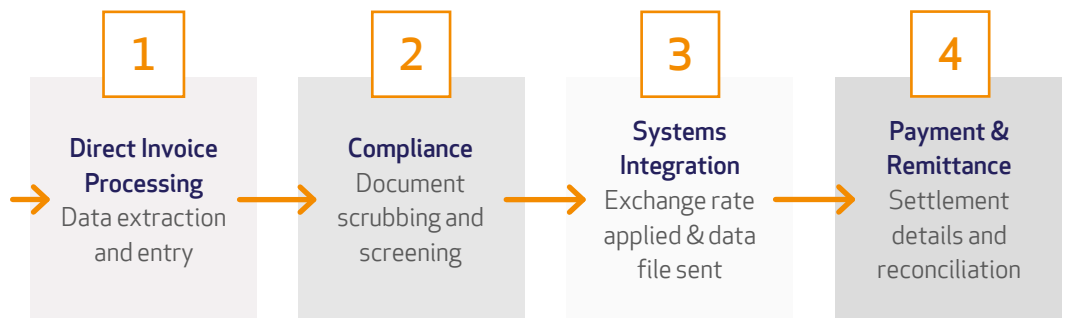 1
Direct Invoice
Processing
Data extraction
and entry
2
Compliance
Document
scrubbing and
screening
3
Systems
Integration
Exchange rate
applied & data
file sent
4
Payment &
Remittance
Settlement
details and
reconciliation